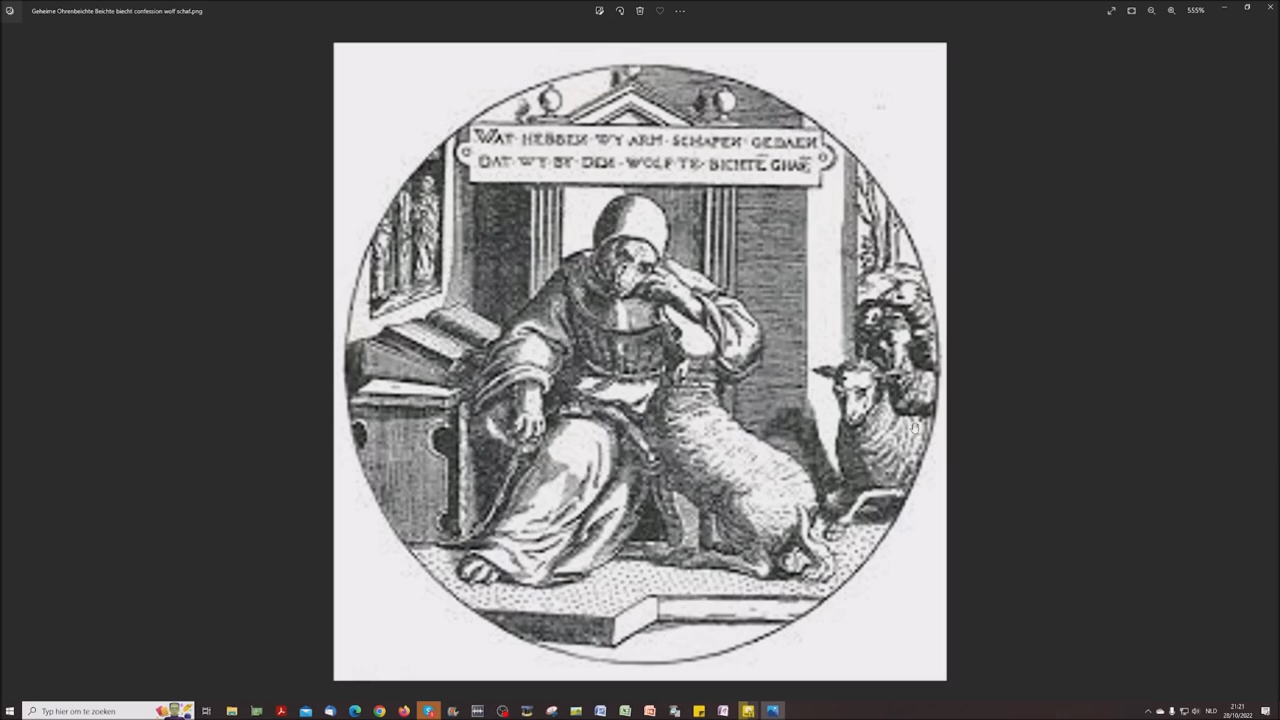 Geheime Ohrenbeichte Beichte biecht confession wolf schaf.png
555%
WAT · HEBBEN · WY · ARM · SCHAPEN · GEDAEN
DAT · WY · BY · DEN · WOLF · TE · BICHTE̅ GHAE̅
Typ hier om te zoeken
NLD
21:21
28/10/2022